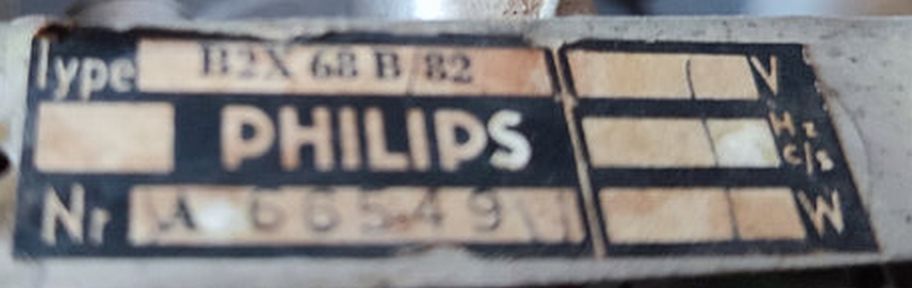 Type B2X 68 B/82 V
PHILIPS Hz c/s
Nr A 66549 W